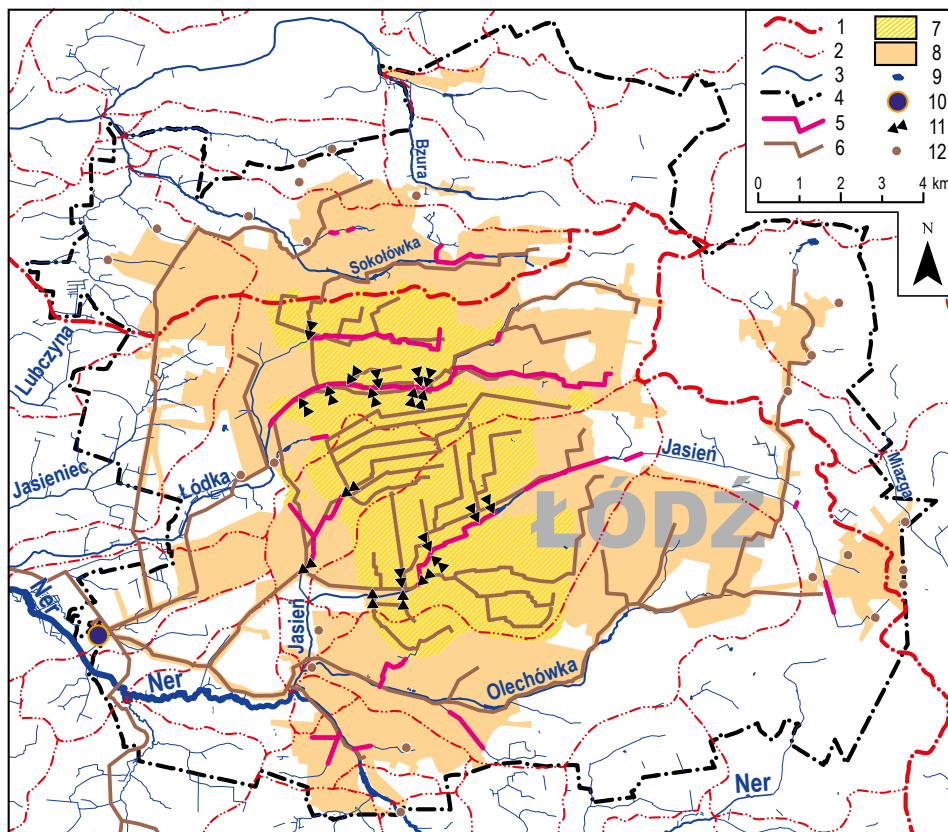 1
2
3
4
5
6
7
8
9
10
11
12
0 1 2 3 4 km
N
Bzura
Sokołówka
Lubczyna
Jasieniec
Łódka
Jasień
Miazga
ŁÓDŹ
Ner
Jasień
Ner
Olechówka
Ner